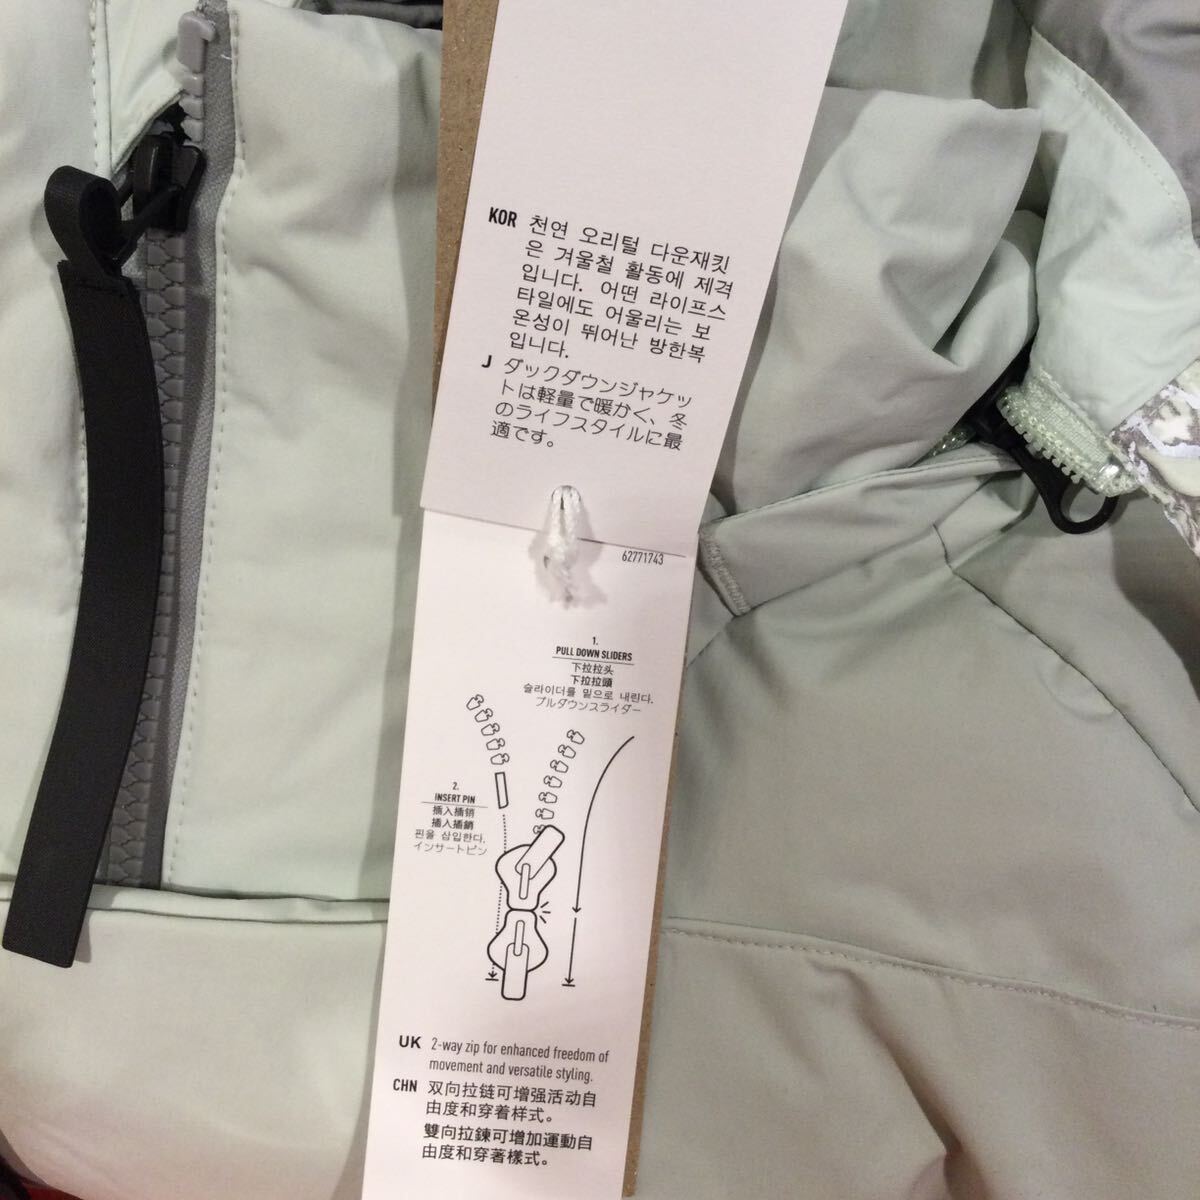 KOR 천연 오리털 다운재킷
은 겨울철 활동에 제격
입니다. 어떤 라이프스
타일에도 어울리는 보
온성이 뛰어난 방한복
입니다.
J ダックダウンジャケッ
トは軽量で暖かく、冬
のライフスタイルに最
適です。
62771743
1.
PULL DOWN SLIDERS
下拉拉头
下拉拉頭
슬라이더를 밑으로 내린다.
プルダウンスライダー
2.
INSERT PIN
插入插销
插入插銷
핀을 삽입한다.
インサートピン
UK 2-way zip for enhanced freedom of
movement and versatile styling.
CHN 双向拉链可增强活动自
由度和穿着样式。
雙向拉鍊可增加運動自
由度和穿著樣式。